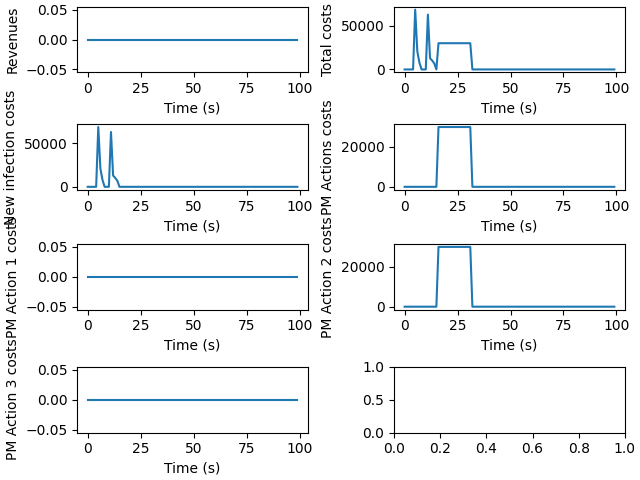 Revenues
0.05
0.00
−0.05
0 25 50 75 100
Time (s)
Total costs
50000
0
0 25 50 75 100
Time (s)
New infection costs
50000
0
0 25 50 75 100
Time (s)
PM Actions costs
20000
0
0 25 50 75 100
Time (s)
PM Action 1 costs
0.05
0.00
−0.05
0 25 50 75 100
Time (s)
PM Action 2 costs
20000
0
0 25 50 75 100
Time (s)
PM Action 3 costs
0.05
0.00
−0.05
0 25 50 75 100
Time (s)
1.0
0.5
0.0
0.0 0.2 0.4 0.6 0.8 1.0